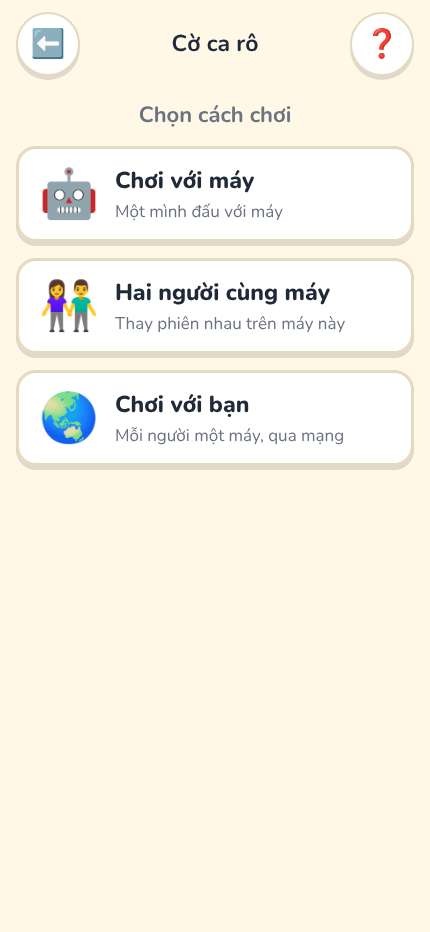 Cờ ca rô
Chọn cách chơi
Chơi với máy
Một mình đấu với máy
Hai người cùng máy
Thay phiên nhau trên máy này
Chơi với bạn
Mỗi người một máy, qua mạng